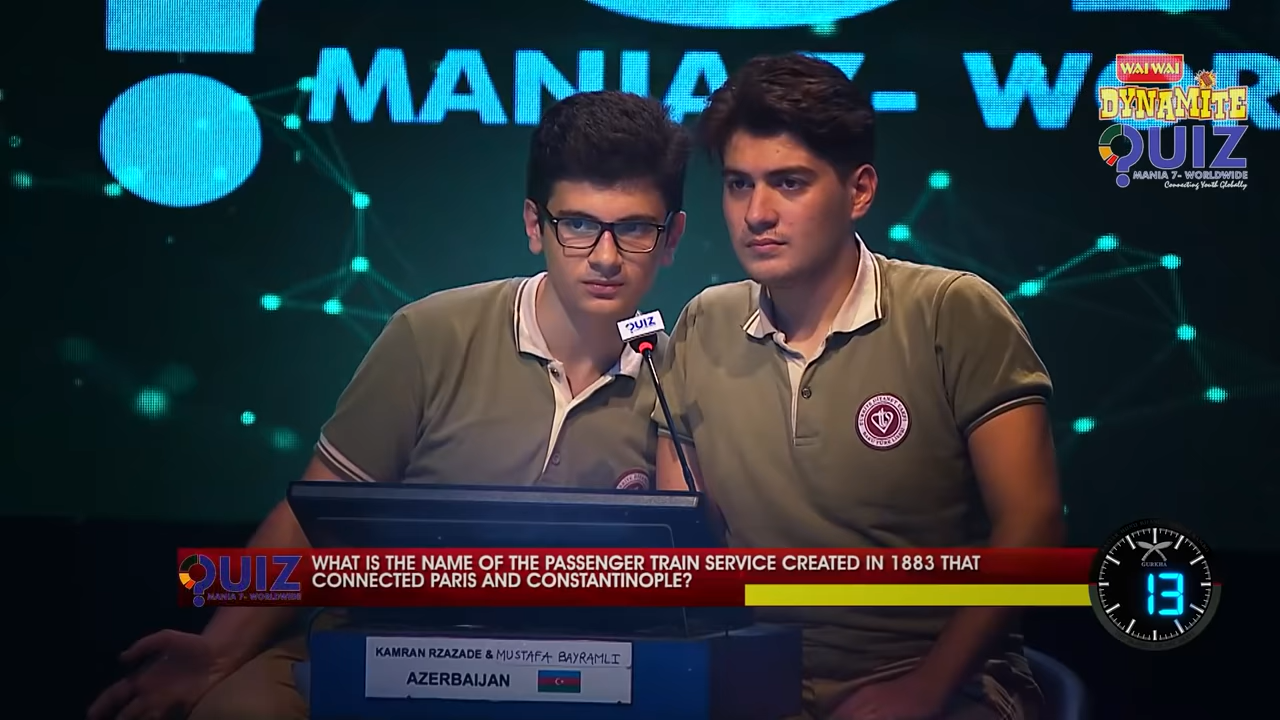 MANIA 7- WOR
WAI WAI
DYNAMITE
QUIZ
MANIA 7- WORLDWIDE
Connecting Youth Globally
QUIZ
QUIZ
MANIA 7- WORLDWIDE
WHAT IS THE NAME OF THE PASSENGER TRAIN SERVICE CREATED IN 1883 THAT
CONNECTED PARIS AND CONSTANTINOPLE?
GURKHA
13
KAMRAN RZAZADE & MUSTAFA BAYRAMLI
AZERBAIJAN